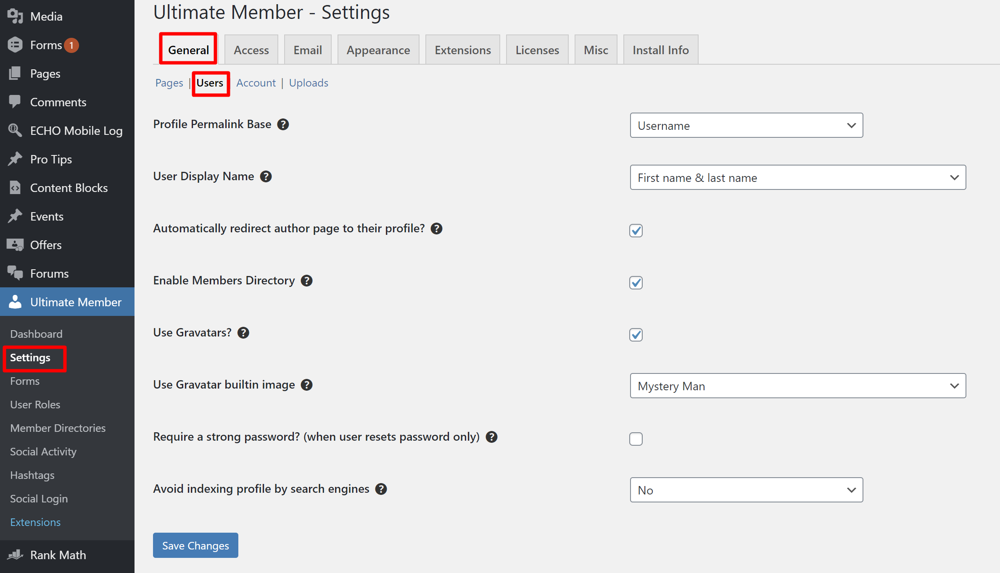 Media
Forms 1
Pages
Comments
ECHO Mobile Log
Pro Tips
Content Blocks
Events
Offers
Forums
Ultimate Member
Dashboard
Settings
Forms
User Roles
Member Directories
Social Activity
Hashtags
Social Login
Extensions
Rank Math
Ultimate Member - Settings
General Access Email Appearance Extensions Licenses Misc Install Info
Pages | Users Account | Uploads
Profile Permalink Base ? Username
User Display Name ? First name & last name
Automatically redirect author page to their profile? ?
Enable Members Directory ?
Use Gravatars? ?
Use Gravatar builtin image ? Mystery Man
Require a strong password? (when user resets password only) ?
Avoid indexing profile by search engines ? No
Save Changes